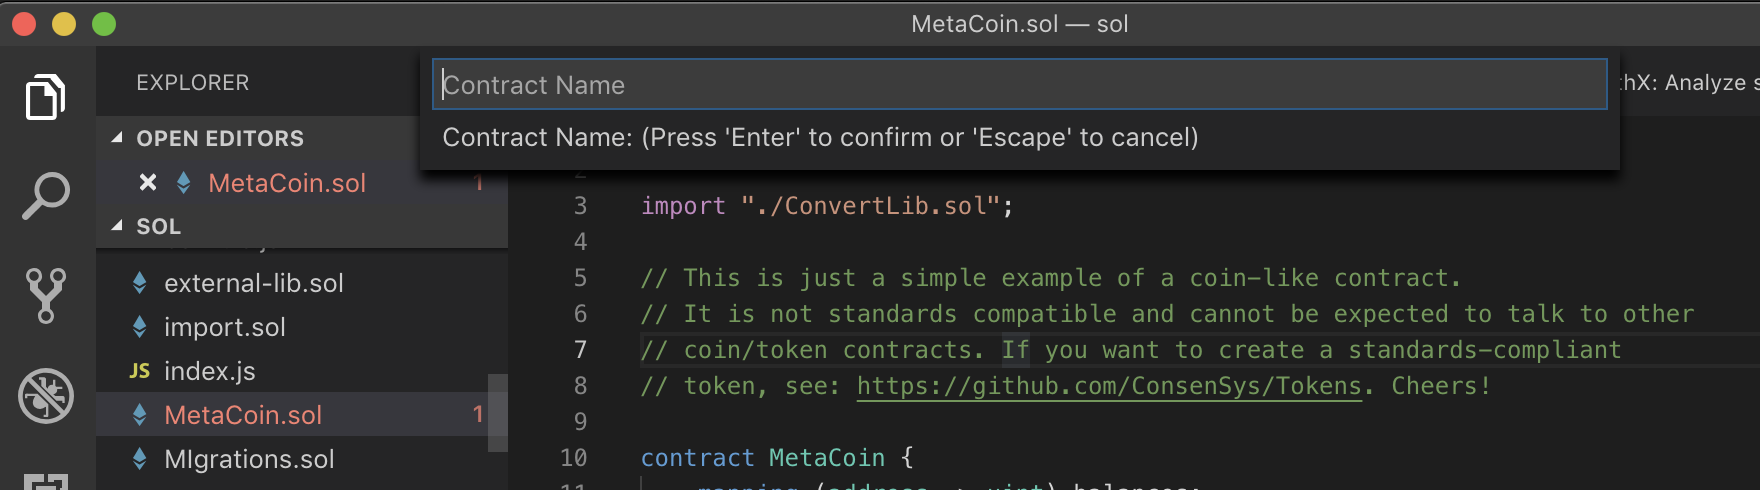 MetaCoin.sol — sol
EXPLORER
Contract Name
thX: Analyze s
Contract Name: (Press 'Enter' to confirm or 'Escape' to cancel)
OPEN EDITORS
MetaCoin.sol 1
SOL
external-lib.sol
import.sol
JS index.js
MetaCoin.sol 1
MIgrations.sol
2
3 import "./ConvertLib.sol";
4
5 // This is just a simple example of a coin-like contract.
6 // It is not standards compatible and cannot be expected to talk to other
7 // coin/token contracts. If you want to create a standards-compliant
8 // token, see: https://github.com/ConsenSys/Tokens. Cheers!
9
10 contract MetaCoin {
11 mapping (address => uint) balances;